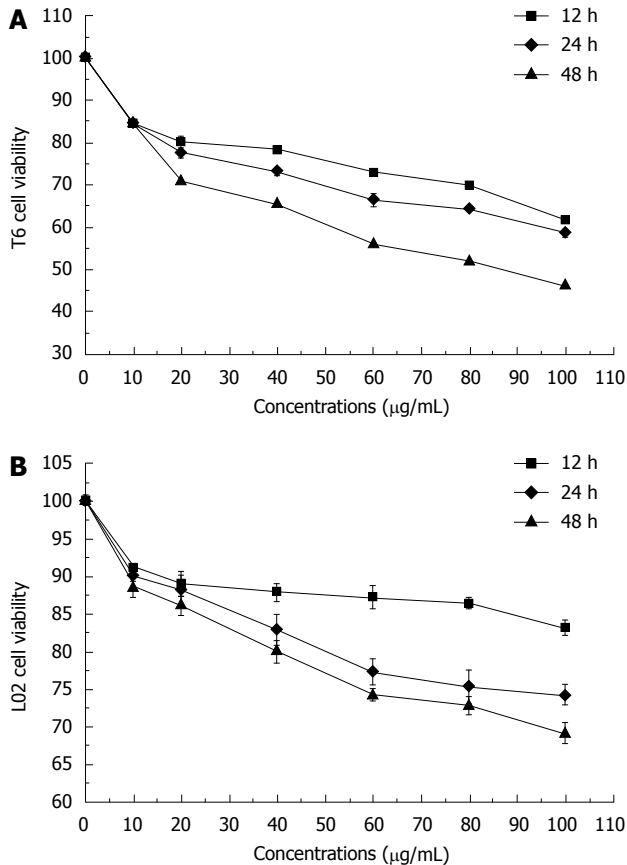 A
110
100
90
80
70
60
50
40
30
T6 cell viability
12 h
24 h
48 h
0 10 20 30 40 50 60 70 80 90 100 110
Concentrations (μg/mL)
B
105
100
95
90
85
80
75
70
65
60
L02 cell viability
12 h
24 h
48 h
0 10 20 30 40 50 60 70 80 90 100 110
Concentrations (μg/mL)